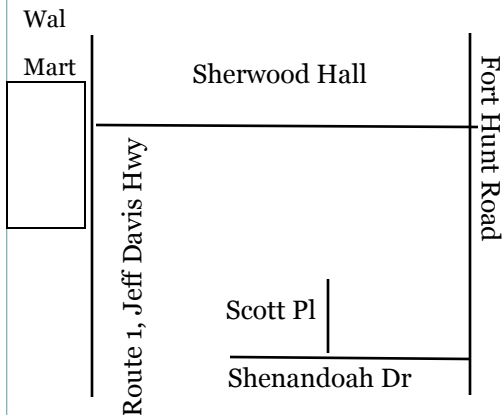 Wal
Mart
Sherwood Hall
Fort Hunt Road
Route 1, Jeff Davis Hwy
Scott Pl
Shenandoah Dr